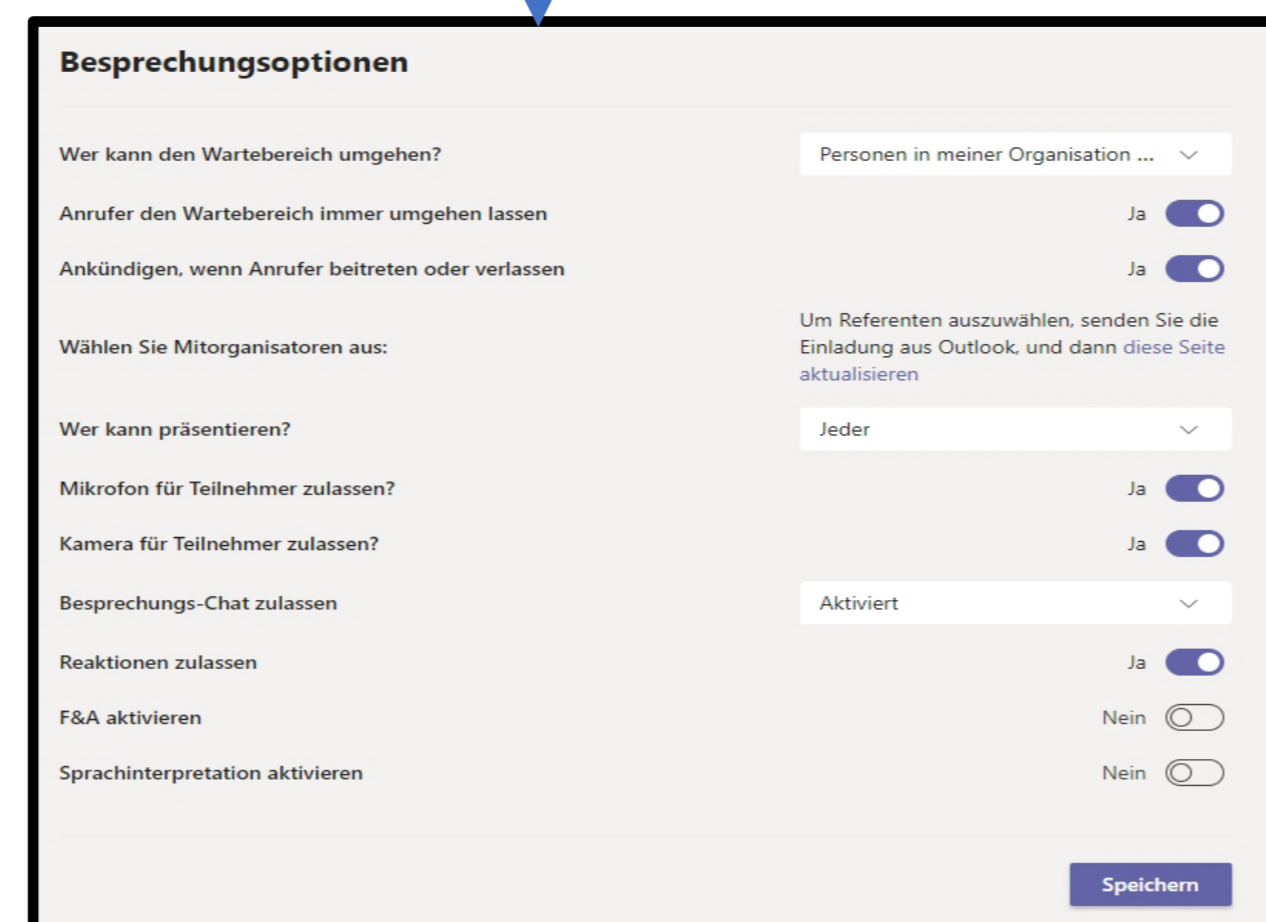 Besprechungsoptionen
Wer kann den Wartebereich umgehen?
Personen in meiner Organisation ...
Anrufer den Wartebereich immer umgehen lassen
Ja
Ankündigen, wenn Anrufer beitreten oder verlassen
Ja
Wählen Sie Mitorganisatoren aus:
Um Referenten auszuwählen, senden Sie die
Einladung aus Outlook, und dann diese Seite
aktualisieren
Wer kann präsentieren?
Jeder
Mikrofon für Teilnehmer zulassen?
Ja
Kamera für Teilnehmer zulassen?
Ja
Besprechungs-Chat zulassen
Aktiviert
Reaktionen zulassen
Ja
F&A aktivieren
Nein
Sprachinterpretation aktivieren
Nein
Speichern